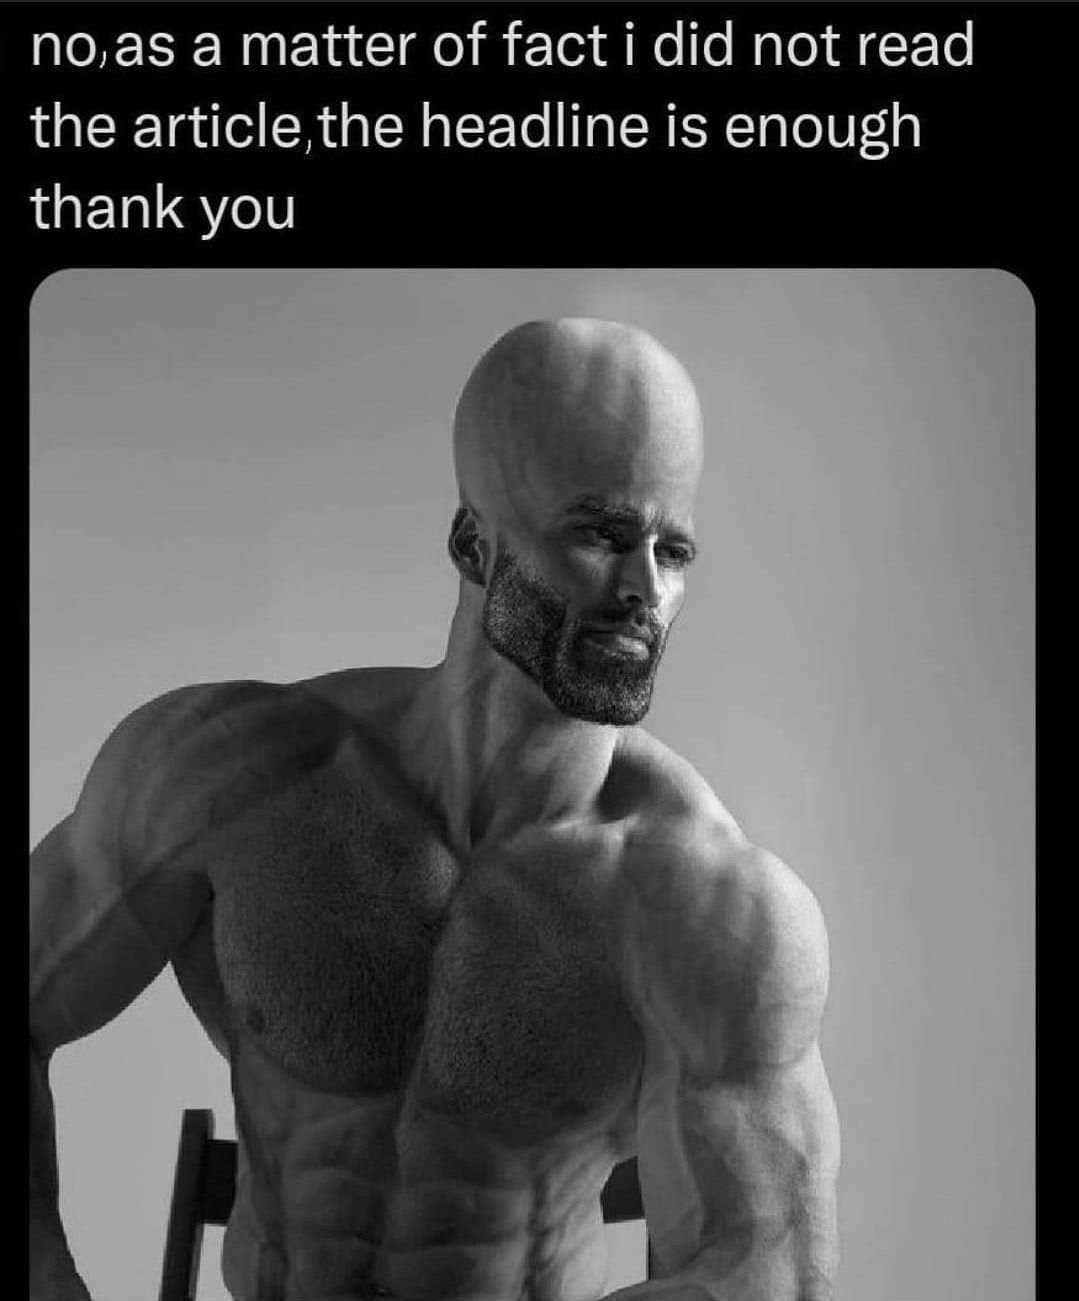 no,as a matter of fact i did not read
the article,the headline is enough
thank you